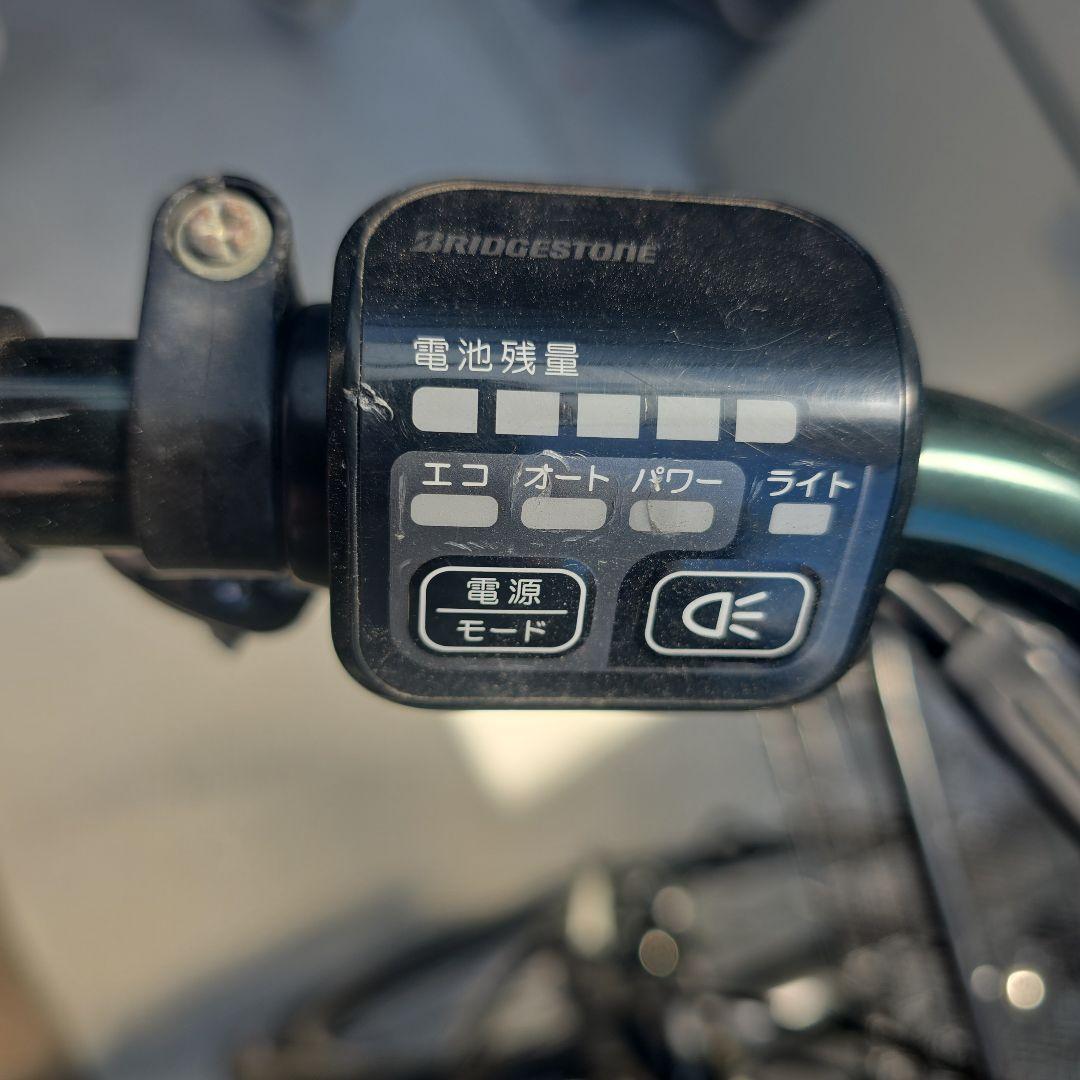 BRIDGESTONE
電池残量
エコ オート パワー ライト
電源
モード